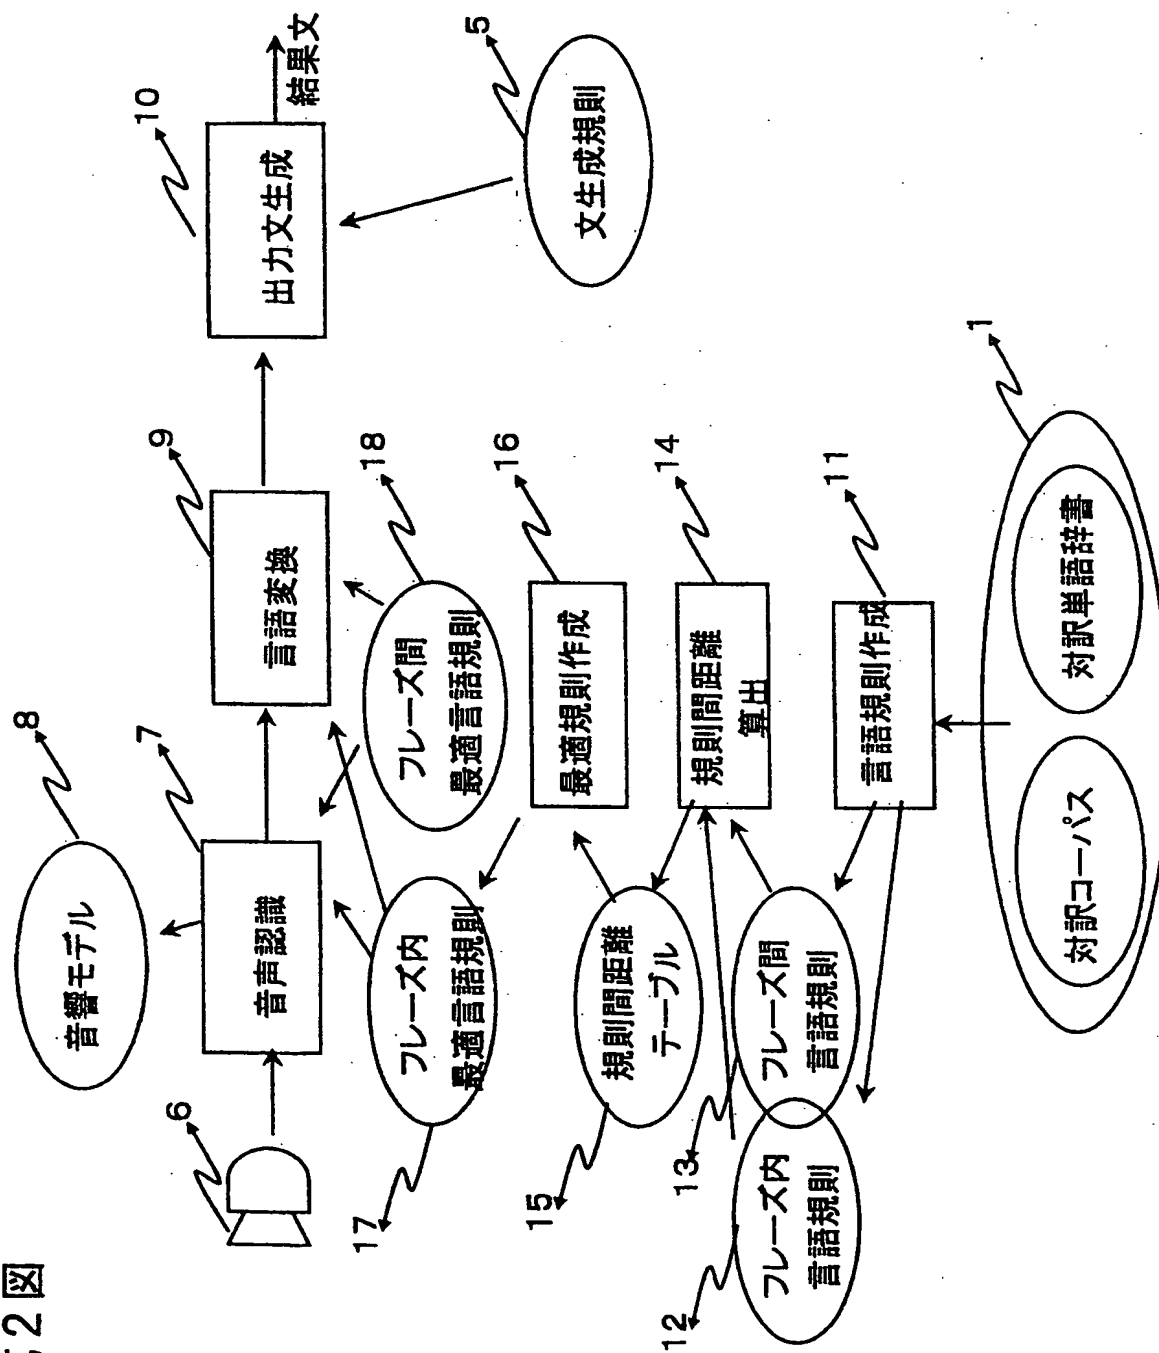 2図
音響モデル
8
6
音声認識
7
言語変換
9
出力文生成
10
結果文
文生成規則
5
フレーズ内
最適言語規則
17
フレーズ間
最適言語規則
18
最適規則作成
16
規則間距離
テーブル
15
規則間距離
算出
14
フレーズ内
言語規則
12
フレーズ間
言語規則
13
言語規則作成
11
対訳コーパス
対訳単語辞書
1